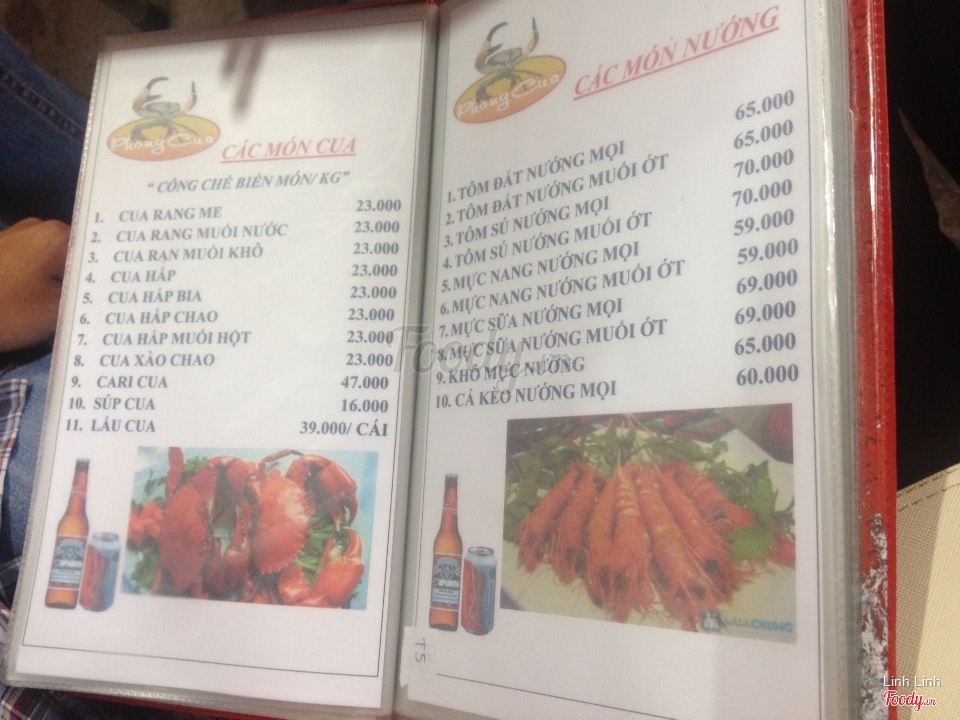 Phong Cua
CÁC MÓN CUA
“ CÔNG CHẾ BIẾN MÓN/ KG”
1. CUA RANG ME 23.000
2. CUA RANG MUỐI NƯỚC 23.000
3. CUA RAN MUỐI KHÔ 23.000
4. CUA HẤP 23.000
5. CUA HẤP BIA 23.000
6. CUA HẤP CHAO 23.000
7. CUA HẤP MUỐI HỘT 23.000
8. CUA XÀO CHAO 23.000
9. CARI CUA 47.000
10. SÚP CUA 16.000
11. LẨU CUA 39.000/ CÁI
Phong Cua
CÁC MÓN NƯỚNG
1. TÔM ĐẤT NƯỚNG MỌI 65.000
2. TÔM ĐẤT NƯỚNG MUỐI ỚT 65.000
3. TÔM SÚ NƯỚNG MỌI 70.000
4. TÔM SÚ NƯỚNG MUỐI ỚT 70.000
5. MỰC NANG NƯỚNG MỌI 59.000
6. MỰC NANG NƯỚNG MUỐI ỚT 59.000
7. MỰC SỮA NƯỚNG MỌI 69.000
8. MỰC SỮA NƯỚNG MUỐI ỚT 69.000
9. KHÔ MỰC NƯỚNG 65.000
10. CÁ KÈO NƯỚNG MỌI 60.000
MUACHUNG
T5
Foody.vn
Linh Linh
Foody.vn